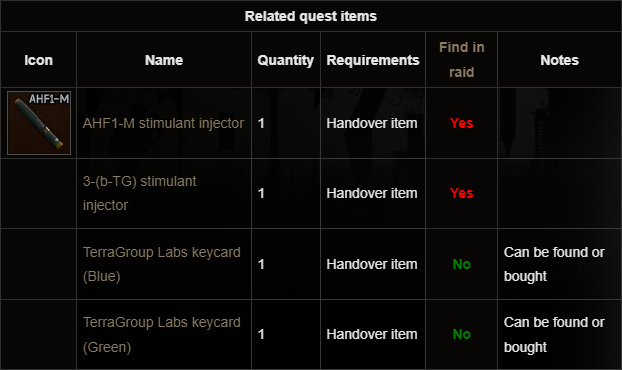 Related quest items
Icon Name Quantity Requirements Find in raid Notes
AHF1-M AHF1-M stimulant injector 1 Handover item Yes
3-(b-TG) stimulant injector 1 Handover item Yes
TerraGroup Labs keycard (Blue) 1 Handover item No Can be found or bought
TerraGroup Labs keycard (Green) 1 Handover item No Can be found or bought